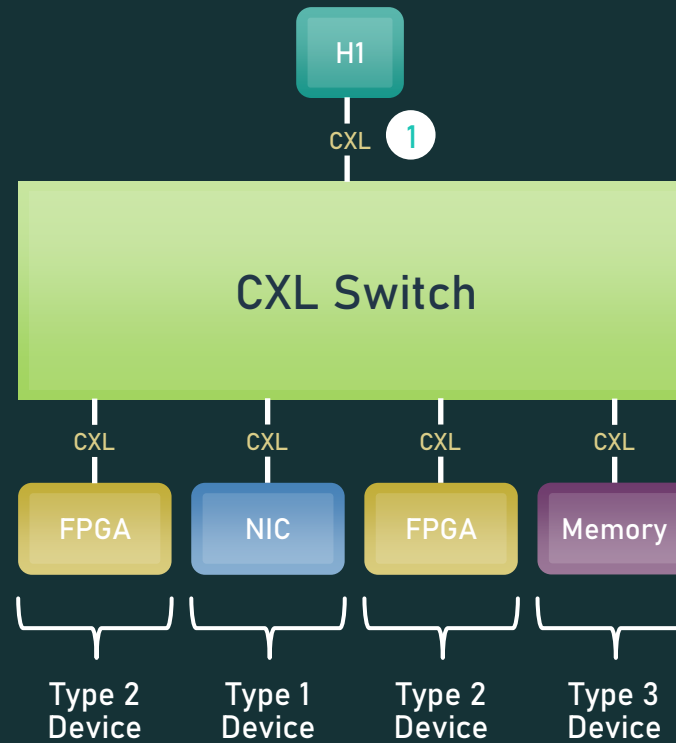 H1
CXL 1
CXL Switch
CXL CXL CXL CXL
FPGA NIC FPGA Memory
Type 2 Type 1 Type 2 Type 3
Device Device Device Device